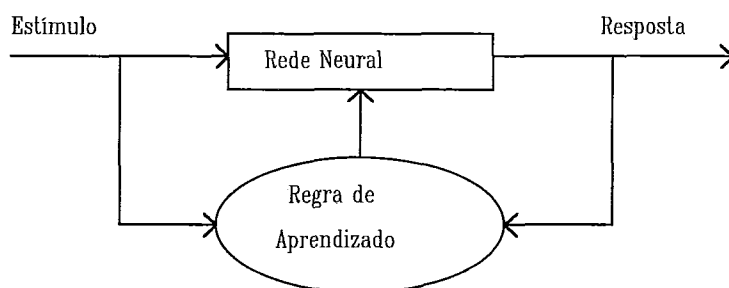 Estímulo
Resposta
Rede Neural
Regra de
Aprendizado